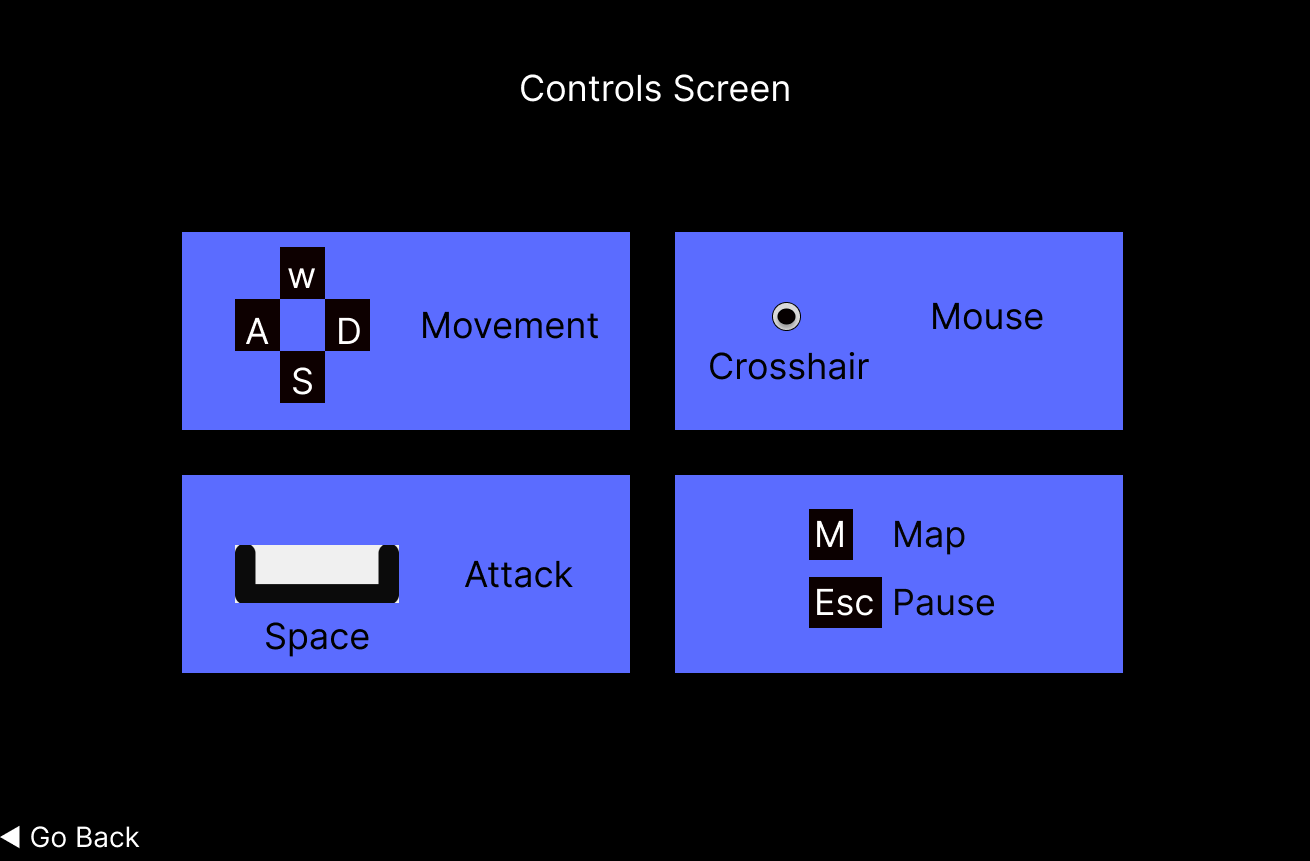 Controls Screen
w
A D
S
Movement
Mouse
Crosshair
Attack
Space
M Map
Esc Pause
Go Back